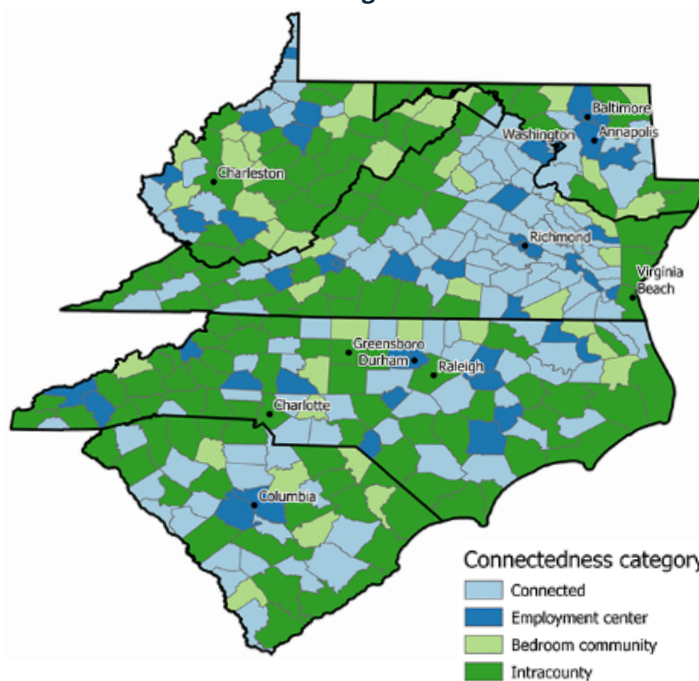 Baltimore
Washington
Annapolis
Charleston
Richmond
Virginia
Beach
Greensboro
Durham
Raleigh
Charlotte
Columbia
Connectedness category
Connected
Employment center
Bedroom community
Intracounty